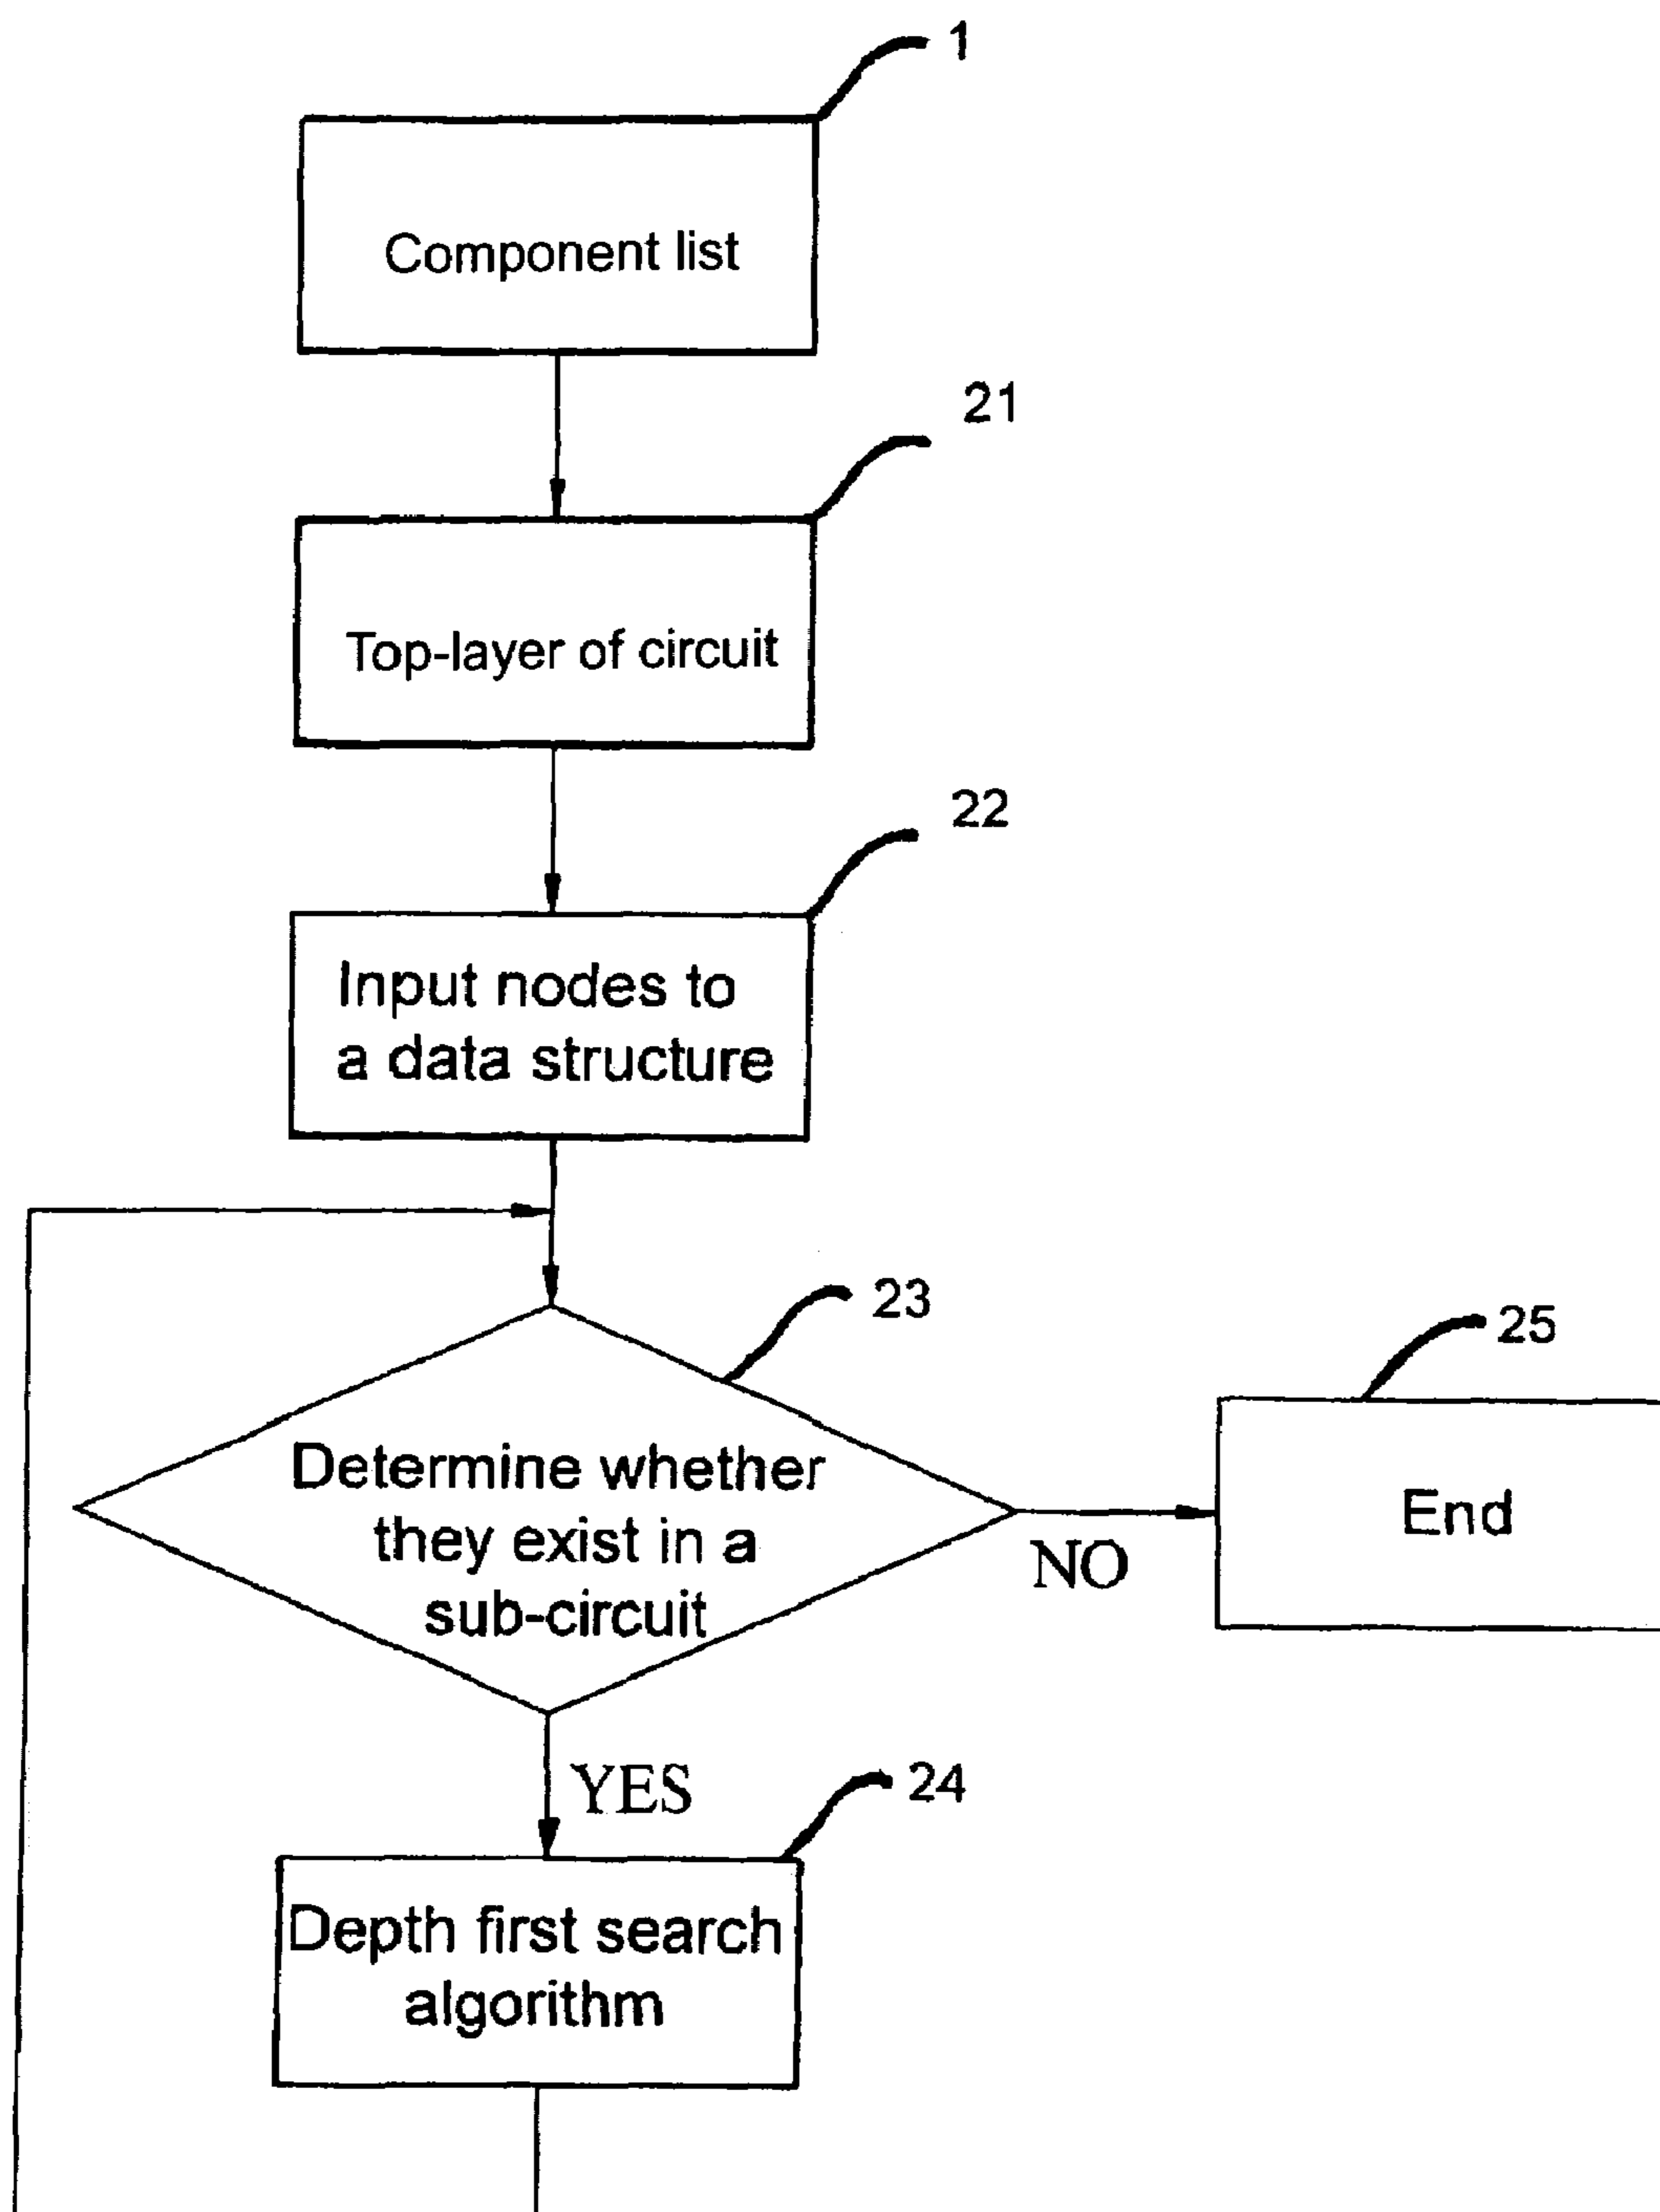 1
Component list
21
Top-layer of circuit
22
Input nodes to
a data structure
23
Determine whether
they exist in a
sub-circuit
25
End
NO
YES
24
Depth first search
algorithm